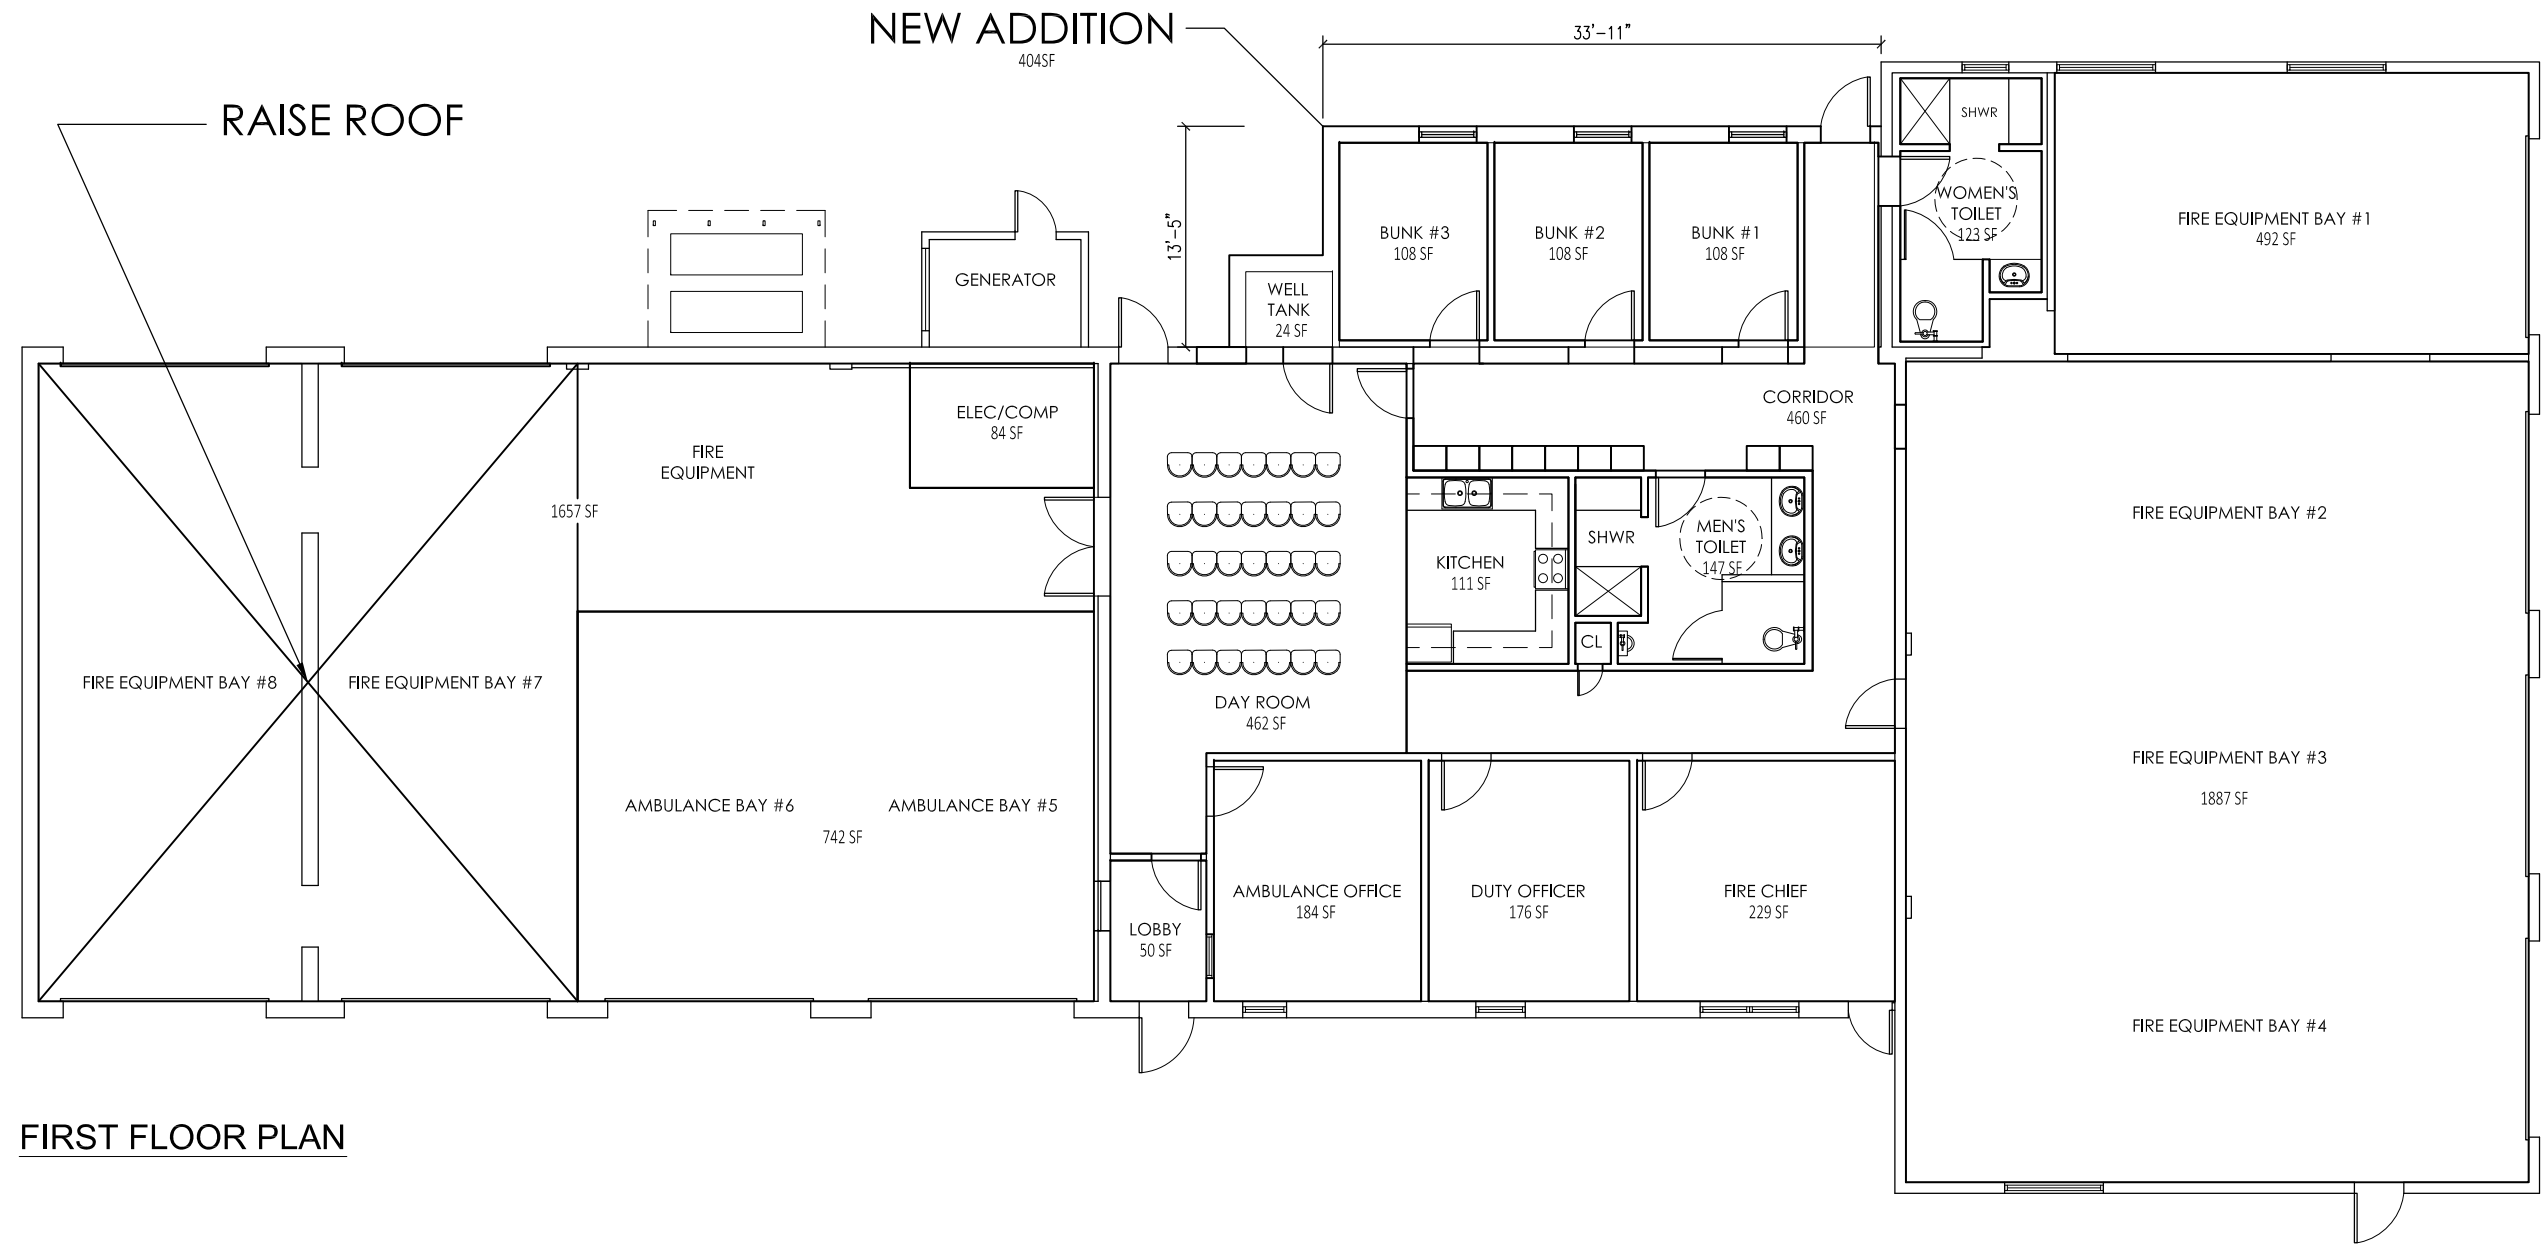 NEW ADDITION
404SF
33'-11"
RAISE ROOF
13'-5"
SHWR
WOMEN'S
TOILET
123 SF
FIRE EQUIPMENT BAY #1
492 SF
BUNK #3
108 SF
BUNK #2
108 SF
BUNK #1
108 SF
GENERATOR
WELL
TANK
24 SF
CORRIDOR
460 SF
ELEC/COMP
84 SF
FIRE
EQUIPMENT
1657 SF
FIRE EQUIPMENT BAY #2
SHWR
MEN'S
TOILET
147 SF
KITCHEN
111 SF
CL
FIRE EQUIPMENT BAY #8
FIRE EQUIPMENT BAY #7
DAY ROOM
462 SF
FIRE EQUIPMENT BAY #3
1887 SF
AMBULANCE BAY #6
AMBULANCE BAY #5
742 SF
AMBULANCE OFFICE
184 SF
DUTY OFFICER
176 SF
FIRE CHIEF
229 SF
LOBBY
50 SF
FIRE EQUIPMENT BAY #4
FIRST FLOOR PLAN